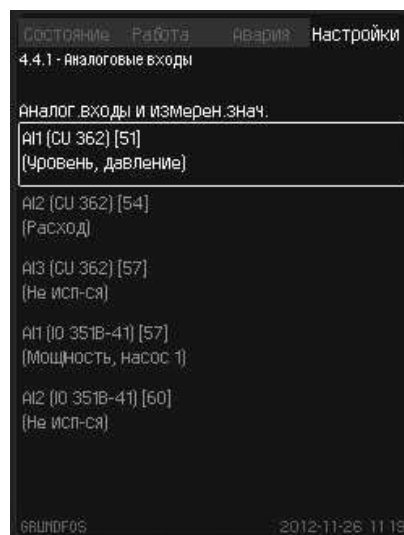 Состояние Работа Авария Настройки
4.4.1 - Аналоговые входы
Аналог.входы и измерен.знач.
AI1 (CU 362) [51]
(Уровень, давление)
AI2 (CU 362) [54]
(Расход)
AI3 (CU 362) [57]
(Не исп-ся)
AI1 (IO 351B-41) [57]
(Мощность, насос 1)
AI2 (IO 351B-41) [60]
(Не исп-ся)
GRUNDFOS 2012-11-26 11:19